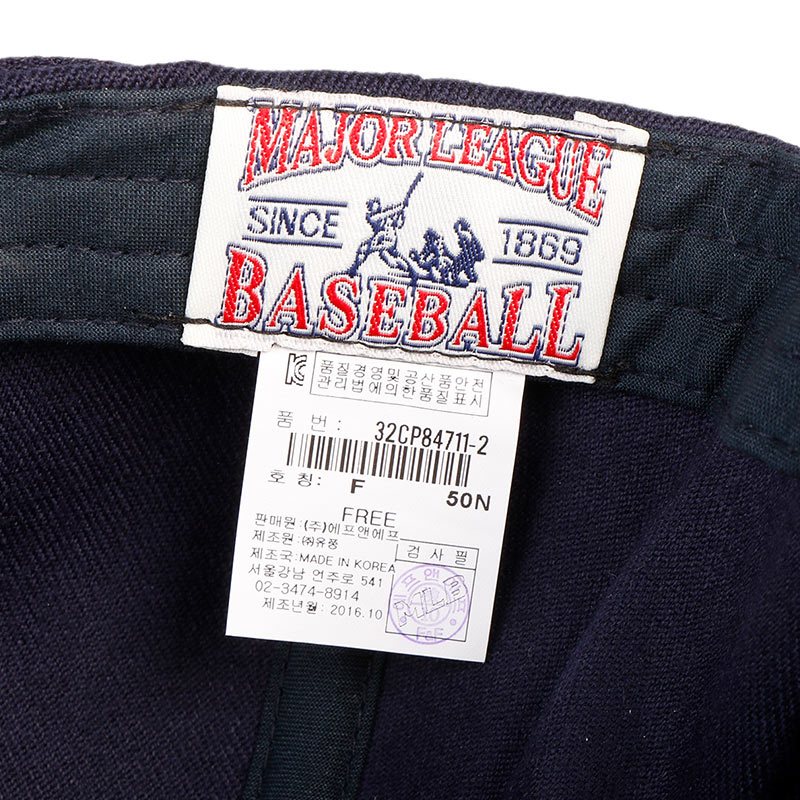 MAJOR LEAGUE
SINCE 1869
BASEBALL
품질경영및공산품안전
관리법에의한품질표시
품 번 : 32CP84711-2
호 칭: F 50N
FREE
판매원:(주)에프앤에프
제조원:㈜유풍
제조국:MADE IN KOREA
검 사 필
서울강남 언주로 541
02-3474-8914
제조년월:2016.10
F&F